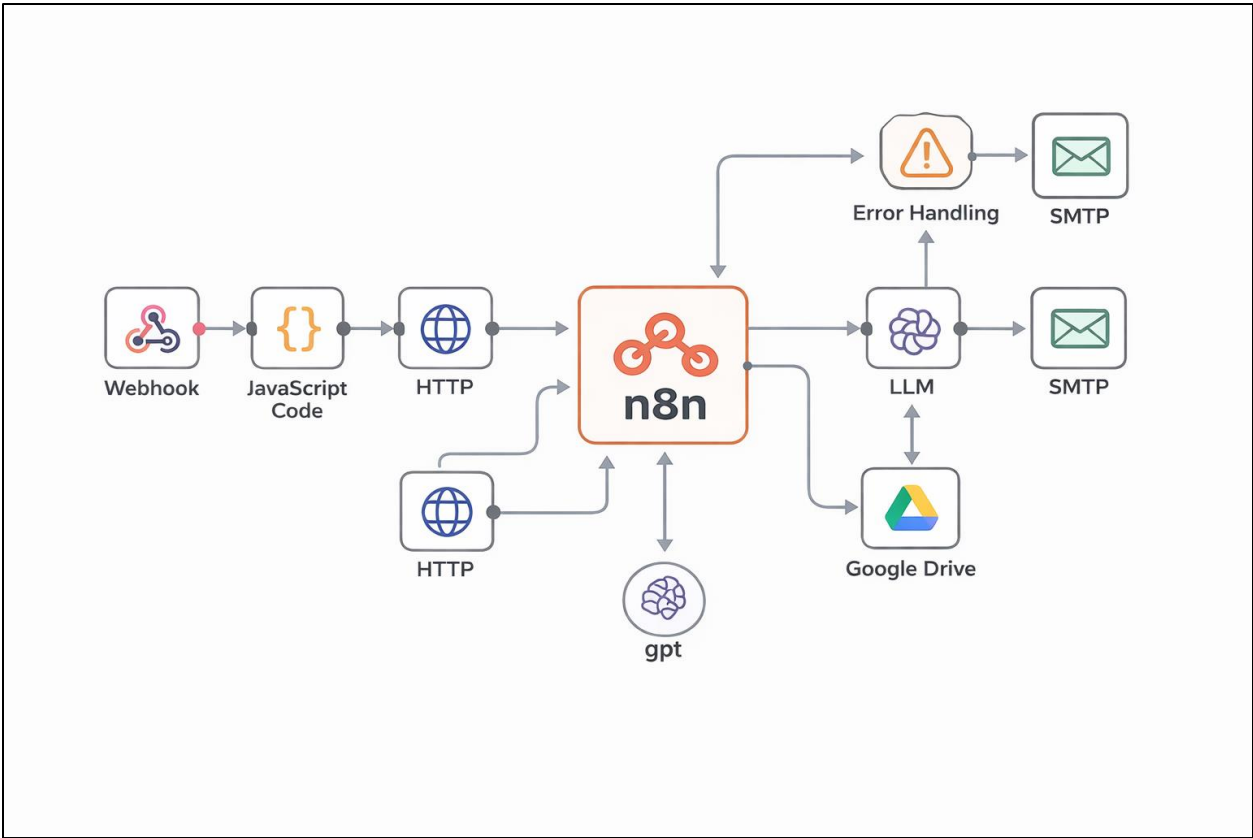 Error Handling
SMTP
Webhook
JavaScript
Code
HTTP
n8n
LLM
SMTP
HTTP
gpt
Google Drive